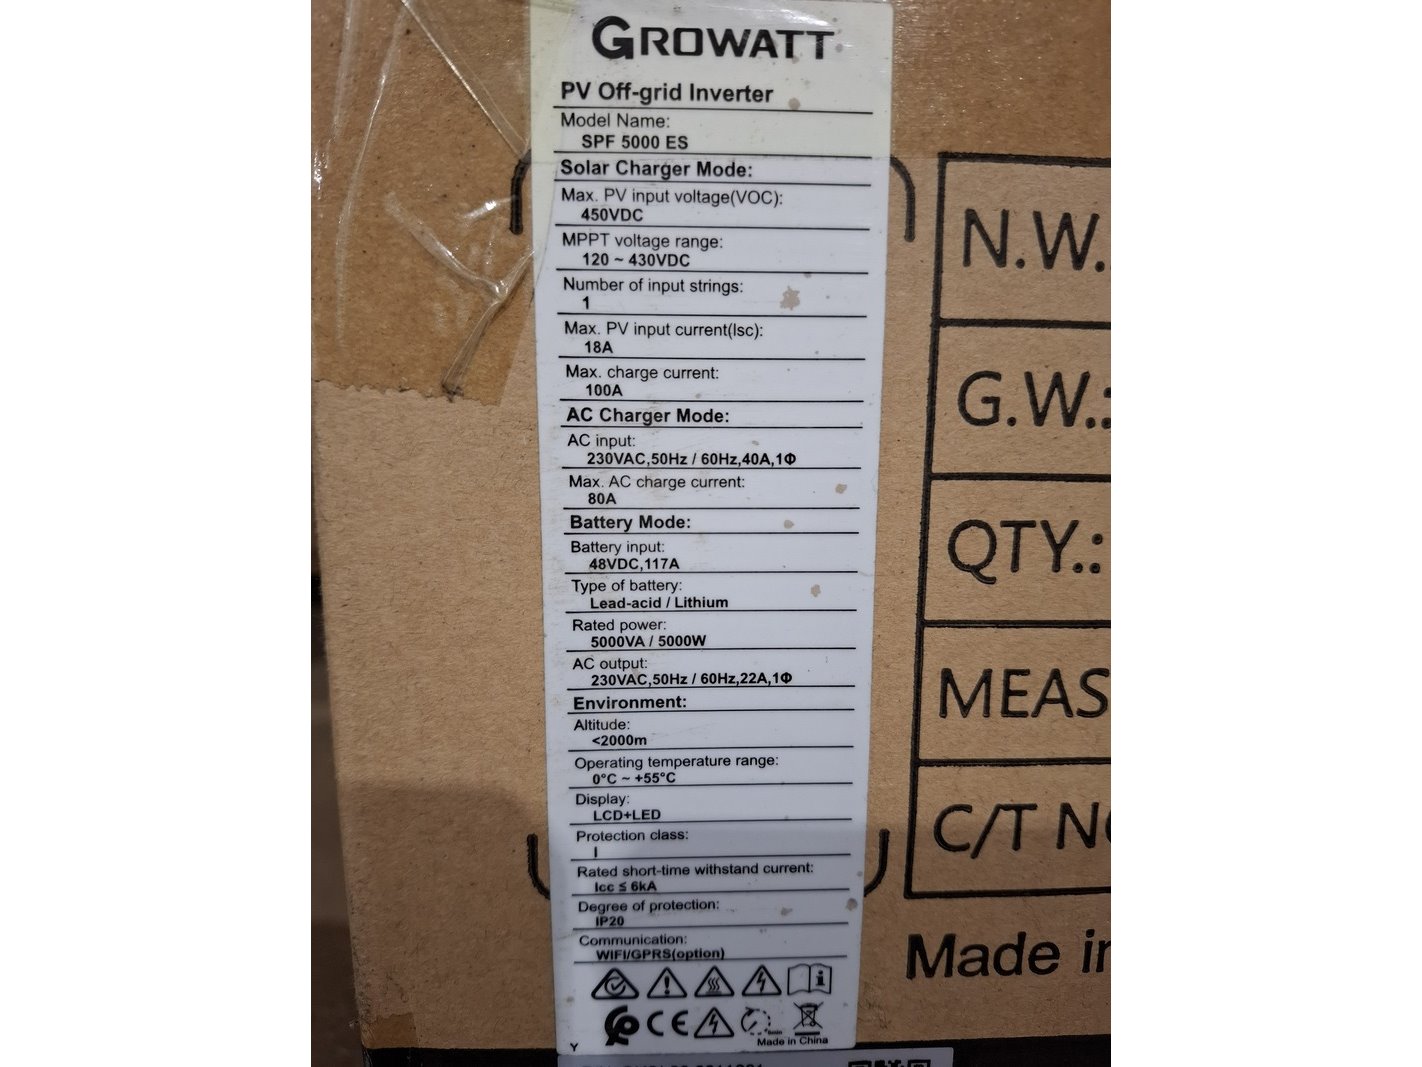 GROWATT
PV Off-grid Inverter
Model Name:
SPF 5000 ES
Solar Charger Mode:
Max. PV input voltage(VOC):
450VDC
MPPT voltage range:
120 ~ 430VDC
Number of input strings:
1
Max. PV input current(Isc):
18A
Max. charge current:
100A
AC Charger Mode:
AC input:
230VAC,50Hz / 60Hz,40A,1Φ
Max. AC charge current:
80A
Battery Mode:
Battery input:
48VDC,117A
Type of battery:
Lead-acid / Lithium
Rated power:
5000VA / 5000W
AC output:
230VAC,50Hz / 60Hz,22A,1Φ
Environment:
Altitude:
<2000m
Operating temperature range:
0°C ~ +55°C
Display:
LCD+LED
Protection class:
I
Rated short-time withstand current:
Icc ≤ 6kA
Degree of protection:
IP20
Communication:
WIFI/GPRS(option)
CE
Made in China
Y
N.W.
G.W.:
QTY.:
MEAS
C/T NO
Made in